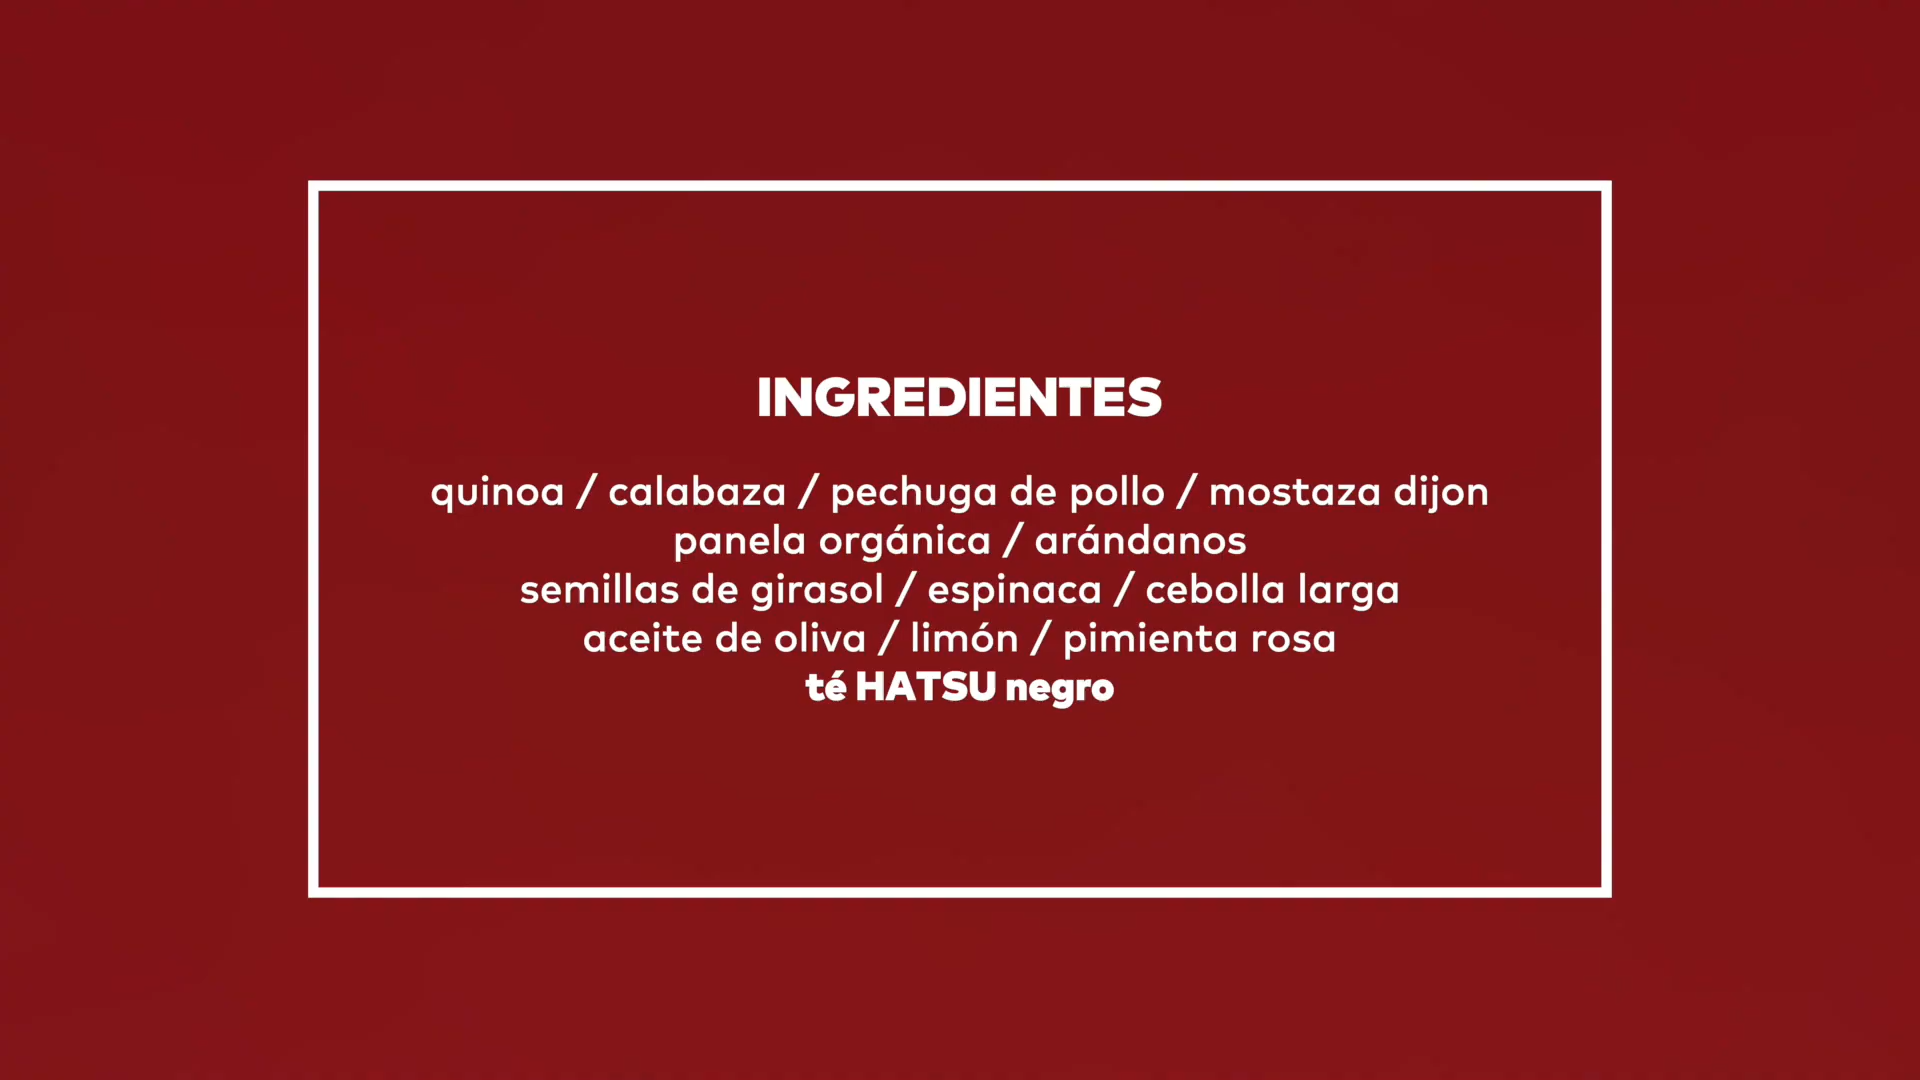 INGREDIENTES
quinoa / calabaza / pechuga de pollo / mostaza dijon
panela orgánica / arándanos
semillas de girasol / espinaca / cebolla larga
aceite de oliva / limón / pimienta rosa
té HATSU negro